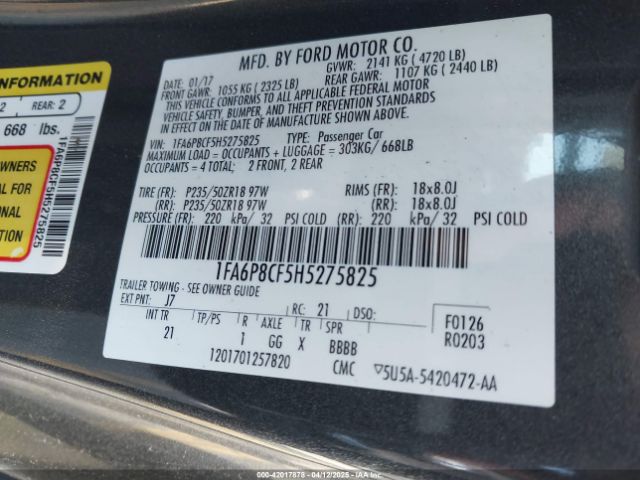 INFORMATION
2 REAR: 2
668 lbs.
1FA6P8CF5H5275825
OWNERS
AL FOR
ONAL
MFD. BY FORD MOTOR CO.
DATE: 01/17 GVWR: 2141 KG ( 4720 LB)
FRONT GAWR: 1055 KG ( 2325 LB) REAR GAWR: 1107 KG ( 2440 LB)
THIS VEHICLE CONFORMS TO ALL APPLICABLE FEDERAL MOTOR
VEHICLE SAFETY, BUMPER, AND THEFT PREVENTION STANDARDS
IN EFFECT ON THE DATE OF MANUFACTURE SHOWN ABOVE.
VIN: 1FA6P8CF5H5275825 TYPE: Passenger Car
MAXIMUM LOAD = OCCUPANTS + LUGGAGE = 303KG/ 668LB
OCCUPANTS = 4 TOTAL; 2 FRONT, 2 REAR
TIRE (FR): P235/50ZR18 97W RIMS (FR): 18x8.0J
(RR): P235/50ZR18 97W (RR): 18x8.0J
PRESSURE (FR): 220 kPa/ 32 PSI COLD (RR): 220 kPa/ 32 PSI COLD
1FA6P8CF5H5275825
TRAILER TOWING - SEE OWNER GUIDE
EXT PNT: J7 RC: 21 DSO:
INT TR TP/PS R AXLE TR SPR F0126
21 1 GG X BBBB R0203
1201701257820 CMC ▽5U5A-5420472-AA
900-42017878 - 04/12/2025 - IAAI.COM